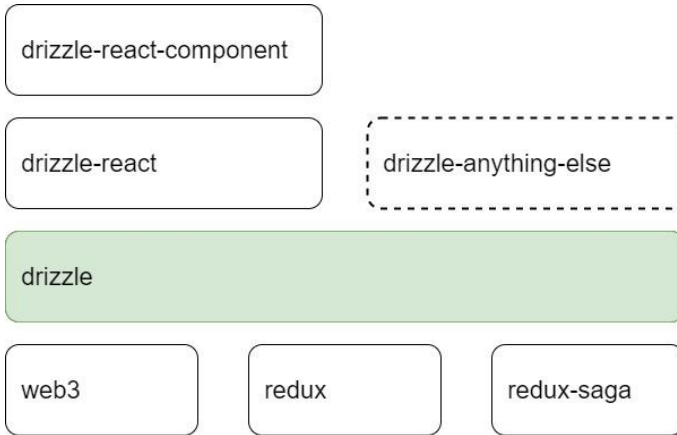 drizzle-react-component
drizzle-react
drizzle-anything-else
drizzle
web3
redux
redux-saga